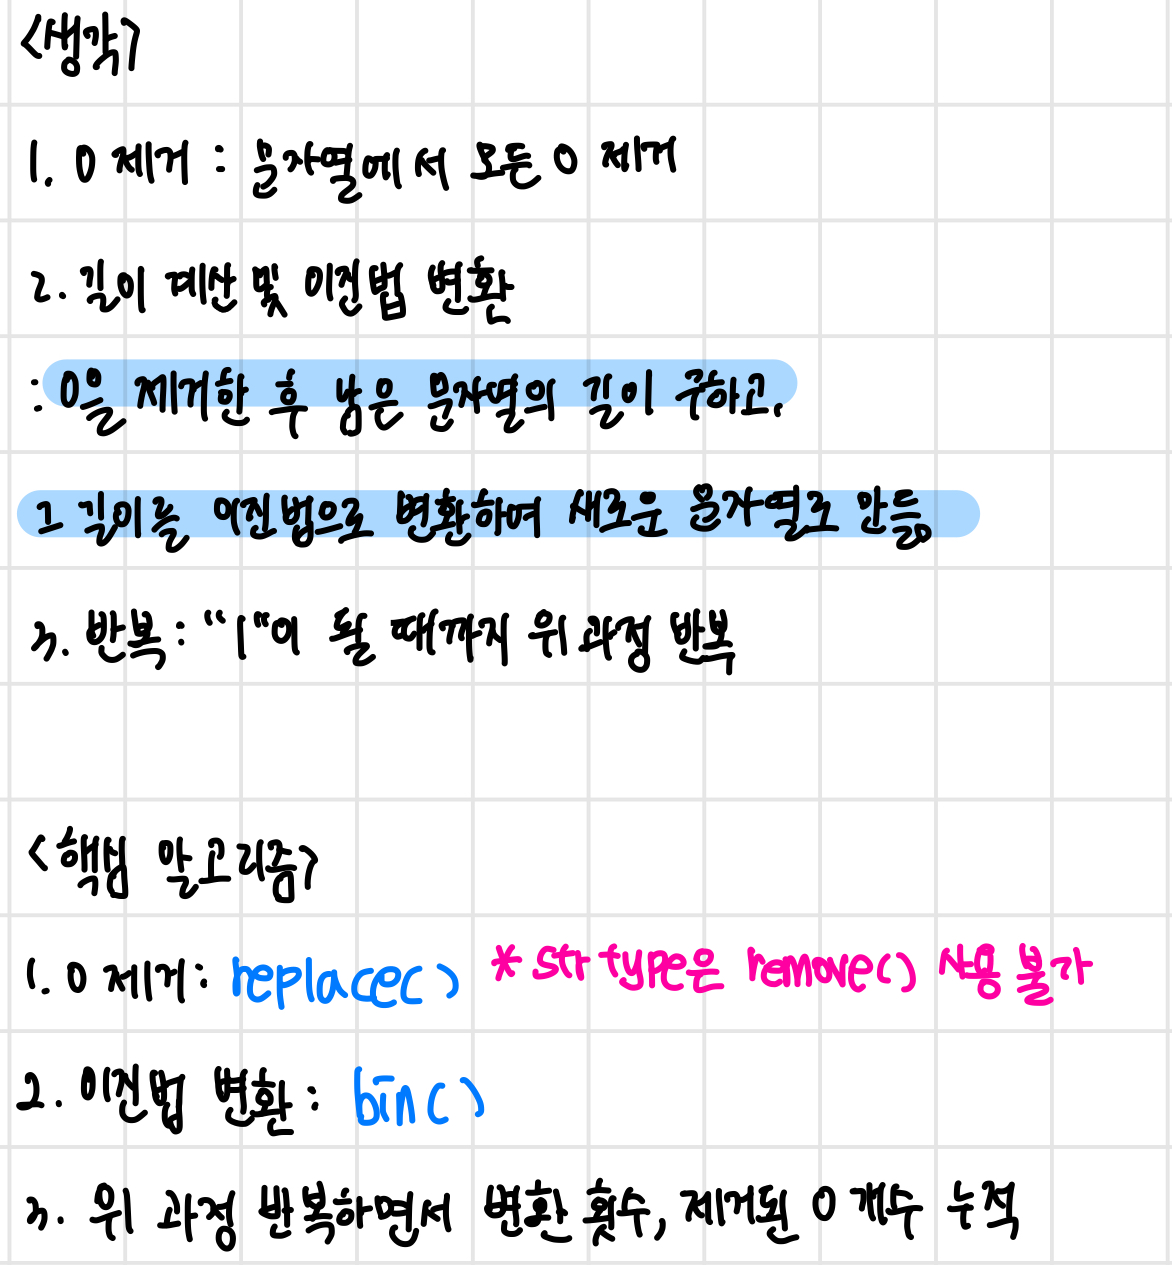 <생각>
1. 0 제거 : 문자열에서 모든 0 제거
2. 길이 계산 및 이진법 변환
: 0을 제거한 후 남은 문자열의 길이 구하고,
그 길이를 이진법으로 변환하여 새로운 문자열로 만듦.
3. 반복 : "1"이 될 때까지 위 과정 반복
<핵심 알고리즘>
1. 0 제거: replace() * str type은 remove() 사용 불가
2. 이진법 변환 : bin()
3. 위 과정 반복하면서 변환 횟수, 제거된 0 개수 누적